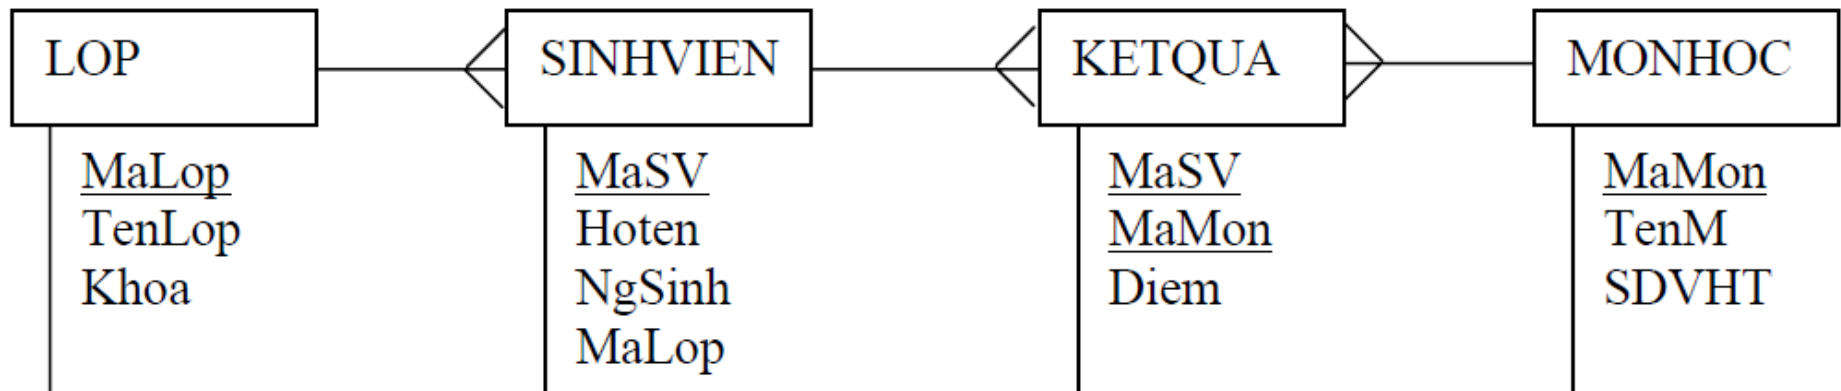 LOP
MaLop
TenLop
Khoa
SINHVIEN
MaSV
Hoten
NgSinh
MaLop
KETQUA
MaSV
MaMon
Diem
MONHOC
MaMon
TenM
SDVHT